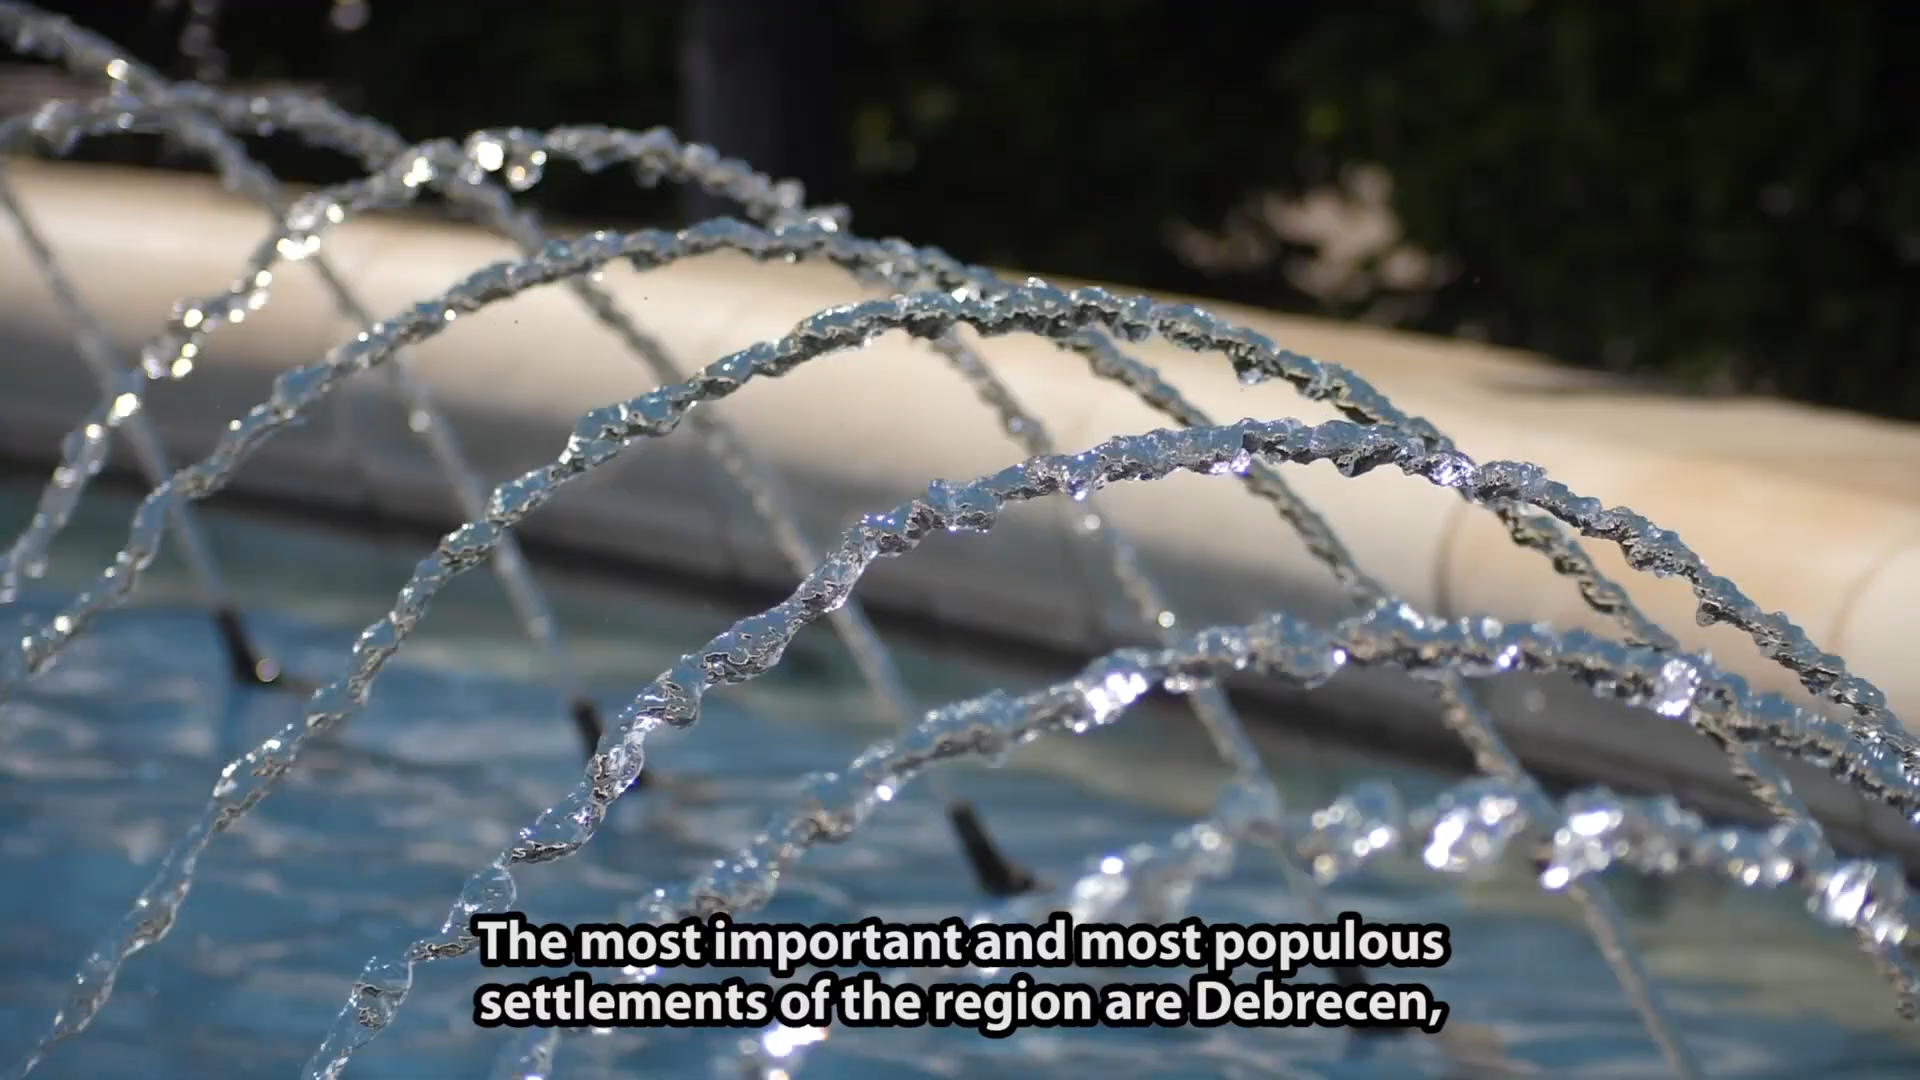 The most important and most populous
settlements of the region are Debrecen,